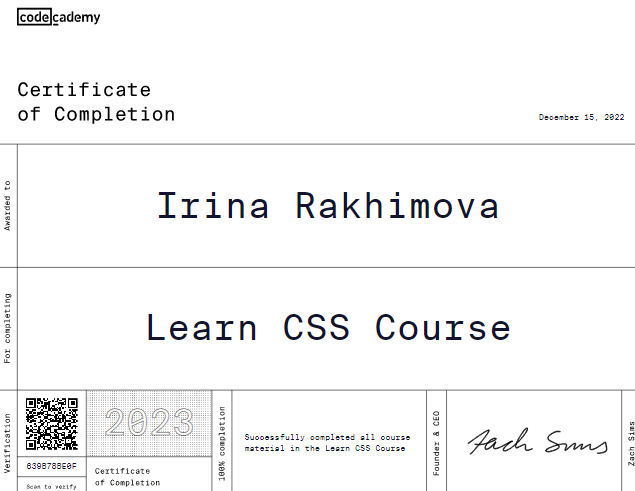 codecademy
Certificate
of Completion
December 15, 2022
Awarded to
Irina Rakhimova
For completing
Learn CSS Course
Verification
639B78BE0F
Scan to verify
2023
Certificate
of Completion
100% completion
Successfully completed all course
material in the Learn CSS Course
Founder & CEO
Zach Sims
Zach Sims